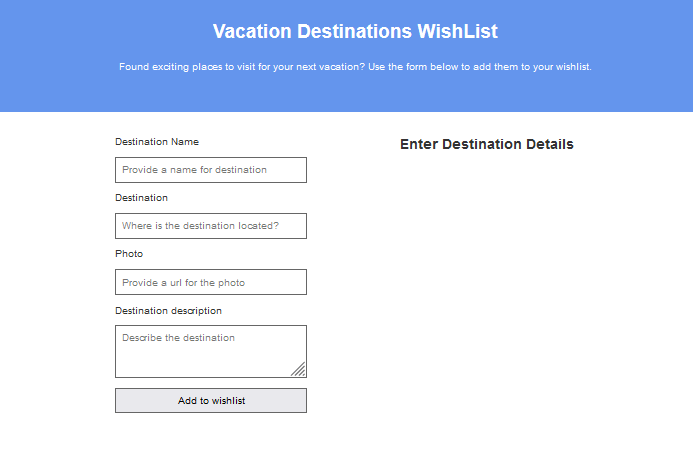 Vacation Destinations WishList
Found exciting places to visit for your next vacation? Use the form below to add them to your wishlist.
Destination Name
Provide a name for destination
Destination
Where is the destination located?
Photo
Provide a url for the photo
Destination description
Describe the destination
Add to wishlist
Enter Destination Details